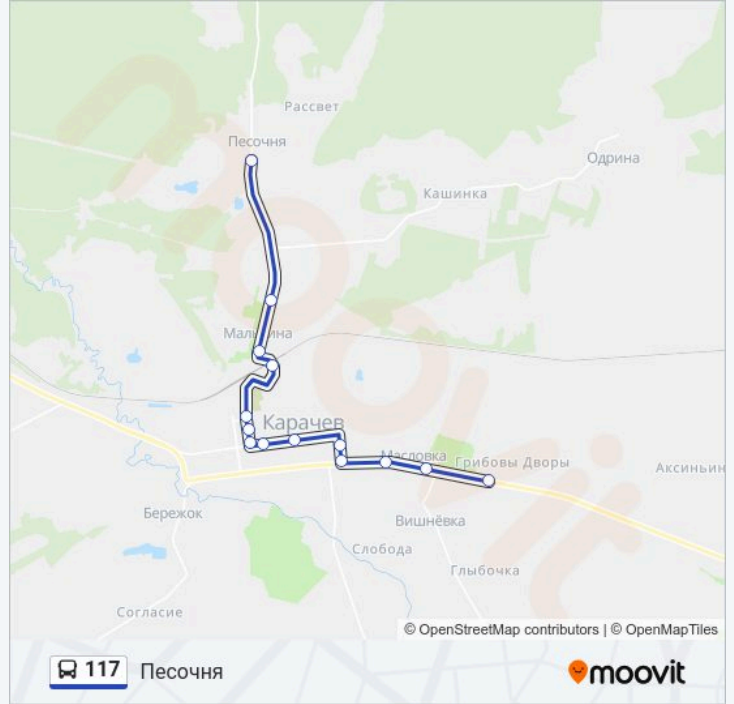 Рассвет
Песочня
Одрина
Кашинка
Малыгина
Карачев
Масловка
Грибовы Дворы
Аксиньин
Вишнёвка
Бережок
Слобода
Глыбочка
Согласие
© OpenStreetMap contributors | © OpenMapTiles
117 Песочня
moovit